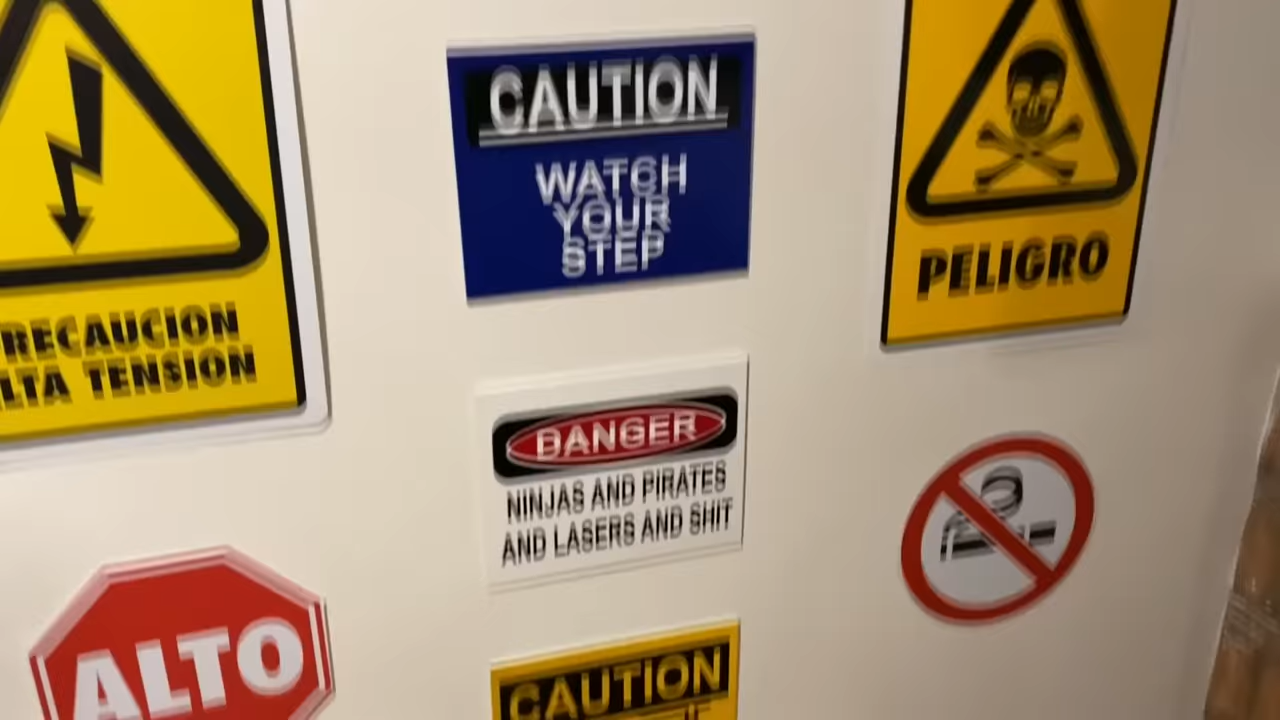 RECAUCION
LTA TENSION
ALTO
CAUTION
WATCH
YOUR
STEP
DANGER
NINJAS AND PIRATES
AND LASERS AND SHIT
CAUTION
PELIGRO